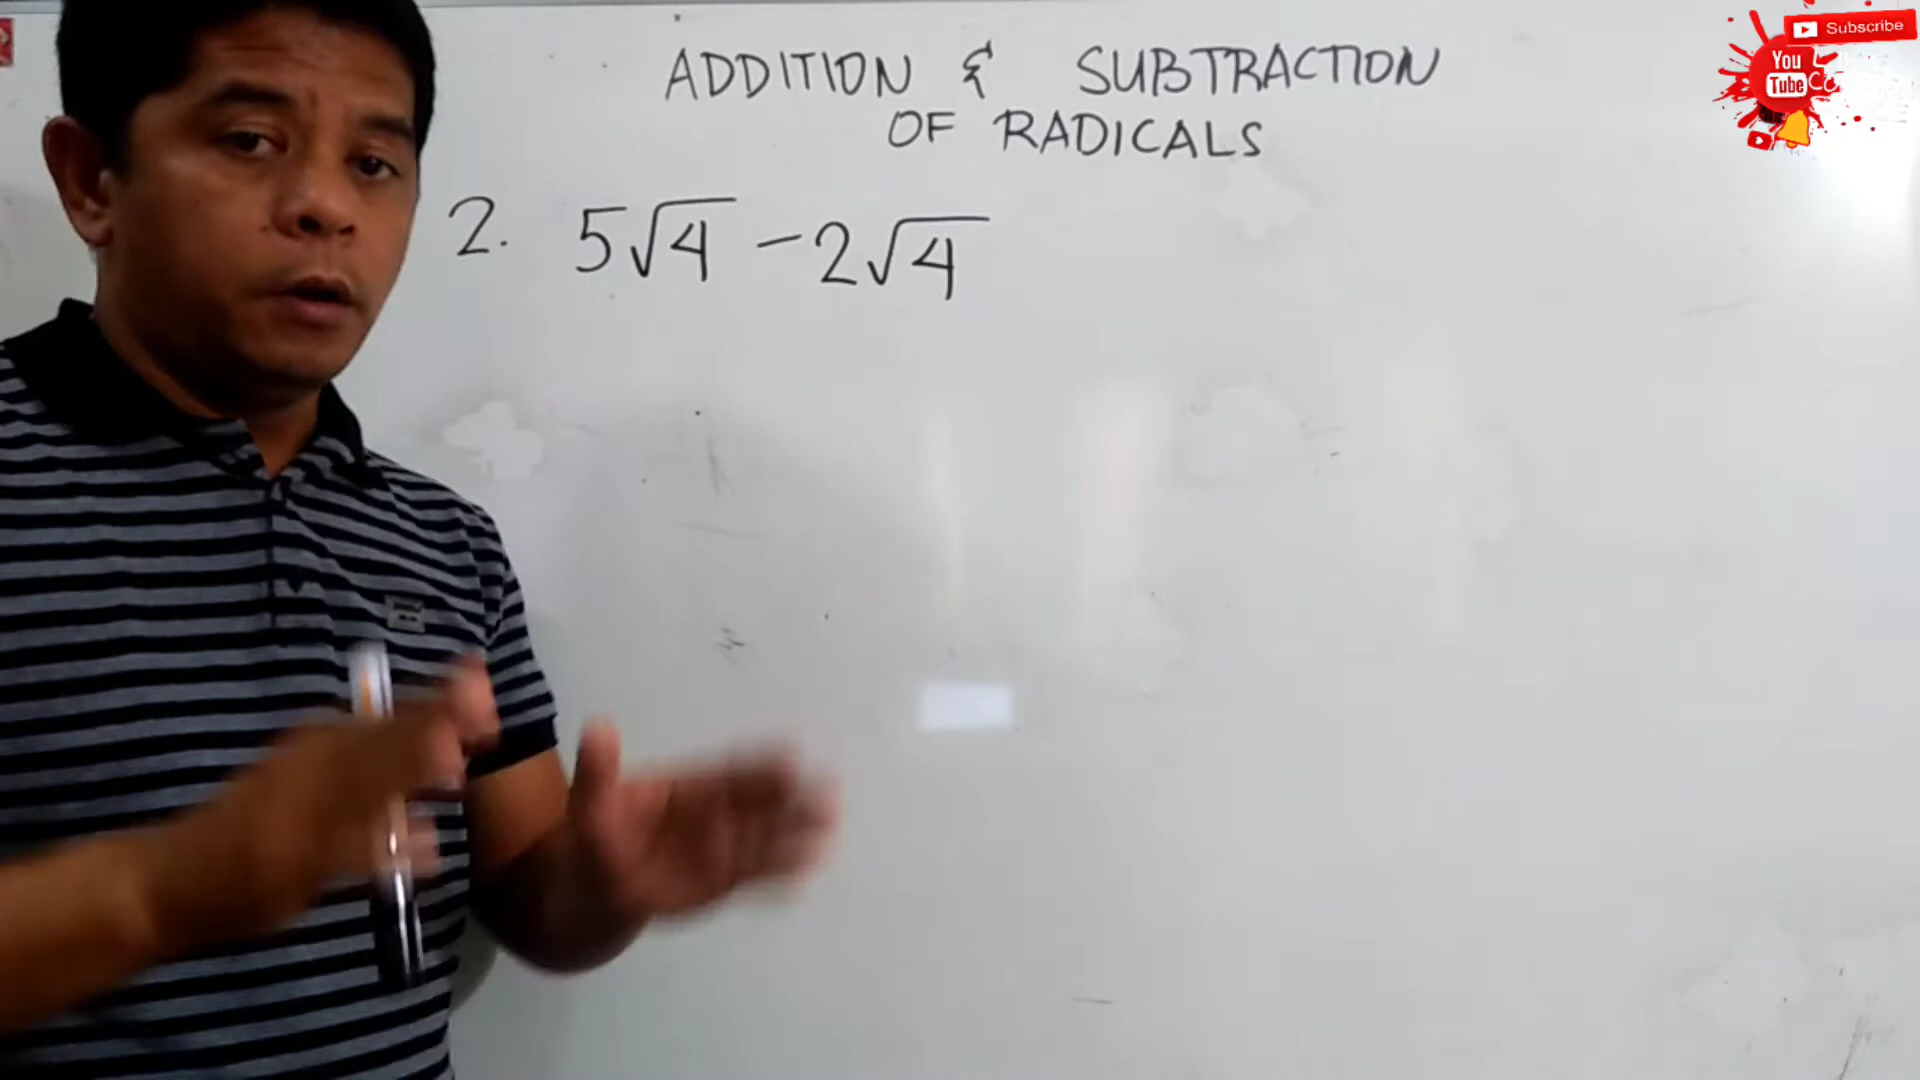 ADDITION & SUBTRACTION
OF RADICALS
2. 5√4 - 2√4
Subscribe
You
Tube